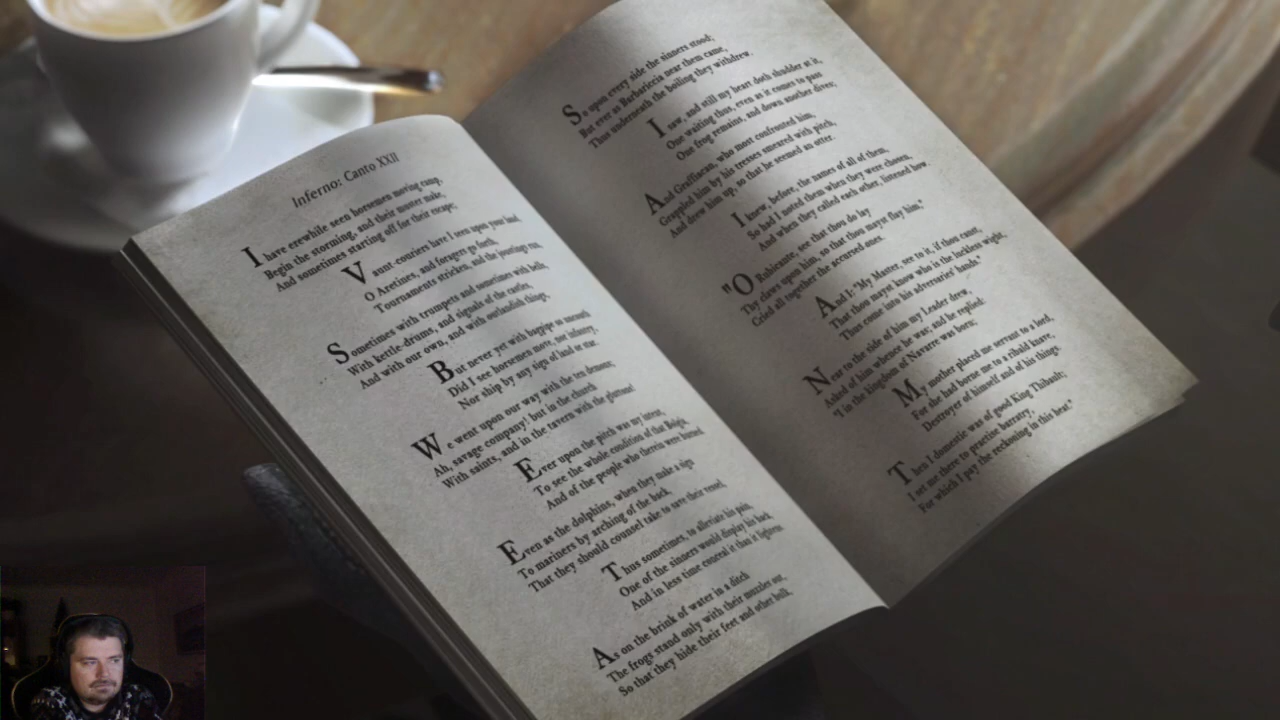 Inferno: Canto XXII
I have erewhile seen horsemen moving camp,
Begin the storming, and their muster make,
And sometimes starting off for their escape;
Vaunt-couriers have I seen upon your land,
O Aretines, and foragers go forth,
Tournaments stricken, and the joustings run,
Sometimes with trumpets and sometimes with bells,
With kettle-drums, and signals of the castles,
And with our own, and with outlandish things,
But never yet with bagpipe so uncouth
Did I see horsemen move, nor infantry,
Nor ship by any sign of land or star.
We went upon our way with the ten demons;
Ah, savage company! but in the church
With saints, and in the tavern with the gluttons!
Ever upon the pitch was my intent,
To see the whole condition of that Bolgia,
And of the people who therein were burned.
Even as the dolphins, when they make a sign
To mariners by arching of the back,
That they should counsel take to save their vessel,
Thus sometimes, to alleviate his pain,
One of the sinners would display his back,
And in less time conceal it than it lightens.
As on the brink of water in a ditch
The frogs stand only with their muzzles out,
So that they hide their feet and other bulk,
So upon every side the sinners stood;
But ever as Barbariccia near them came,
Thus underneath the boiling they withdrew.
I saw, and still my heart doth shudder at it,
One waiting thus, even as it comes to pass
One frog remains, and down another dives;
And Graffiacan, who most confronted him,
Grappled him by his tresses smeared with pitch,
And drew him up, so that he seemed an otter.
I knew, before, the names of all of them,
So had I noted them when they were chosen,
And when they called each other, listened how.
"O Rubicante, see that thou do lay
Thy claws upon him, so that thou mayst flay him,"
Cried all together the accursed ones.
And I: "My Master, see to it, if thou canst,
That thou mayst know who is the luckless wight,
Thus come into his adversaries' hands."
Near to the side of him my Leader drew,
Asked of him whence he was; and he replied:
"I in the kingdom of Navarre was born;
My mother placed me servant to a lord,
For she had borne me to a ribald knave,
Destroyer of himself and of his things.
Then I domestic was of good King Thibault;
I set me there to practise barratry,
For which I pay the reckoning in this heat."